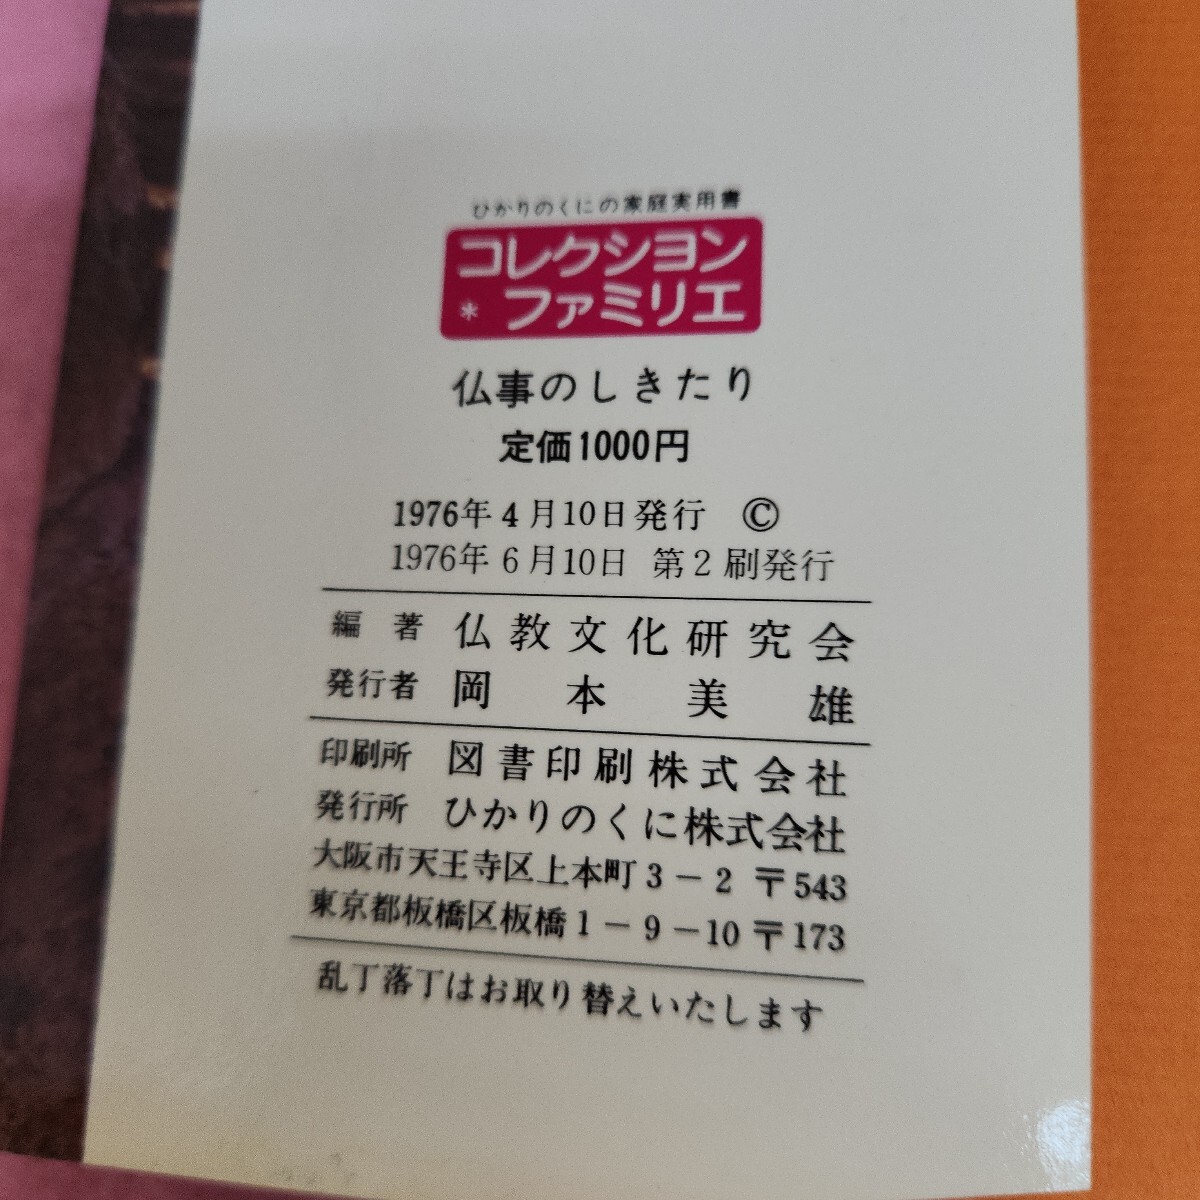 ひかりのくにの家庭実用書
コレクション
*ファミリエ
仏事のしきたり
定価1000円
1976年4月10日発行 ©
1976年6月10日 第2刷発行
編著 仏教文化研究会
発行者 岡本美雄
印刷所 図書印刷株式会社
発行所 ひかりのくに株式会社
大阪市天王寺区上本町3-2 〒543
東京都板橋区板橋1-9-10 〒173
乱丁落丁はお取り替えいたします